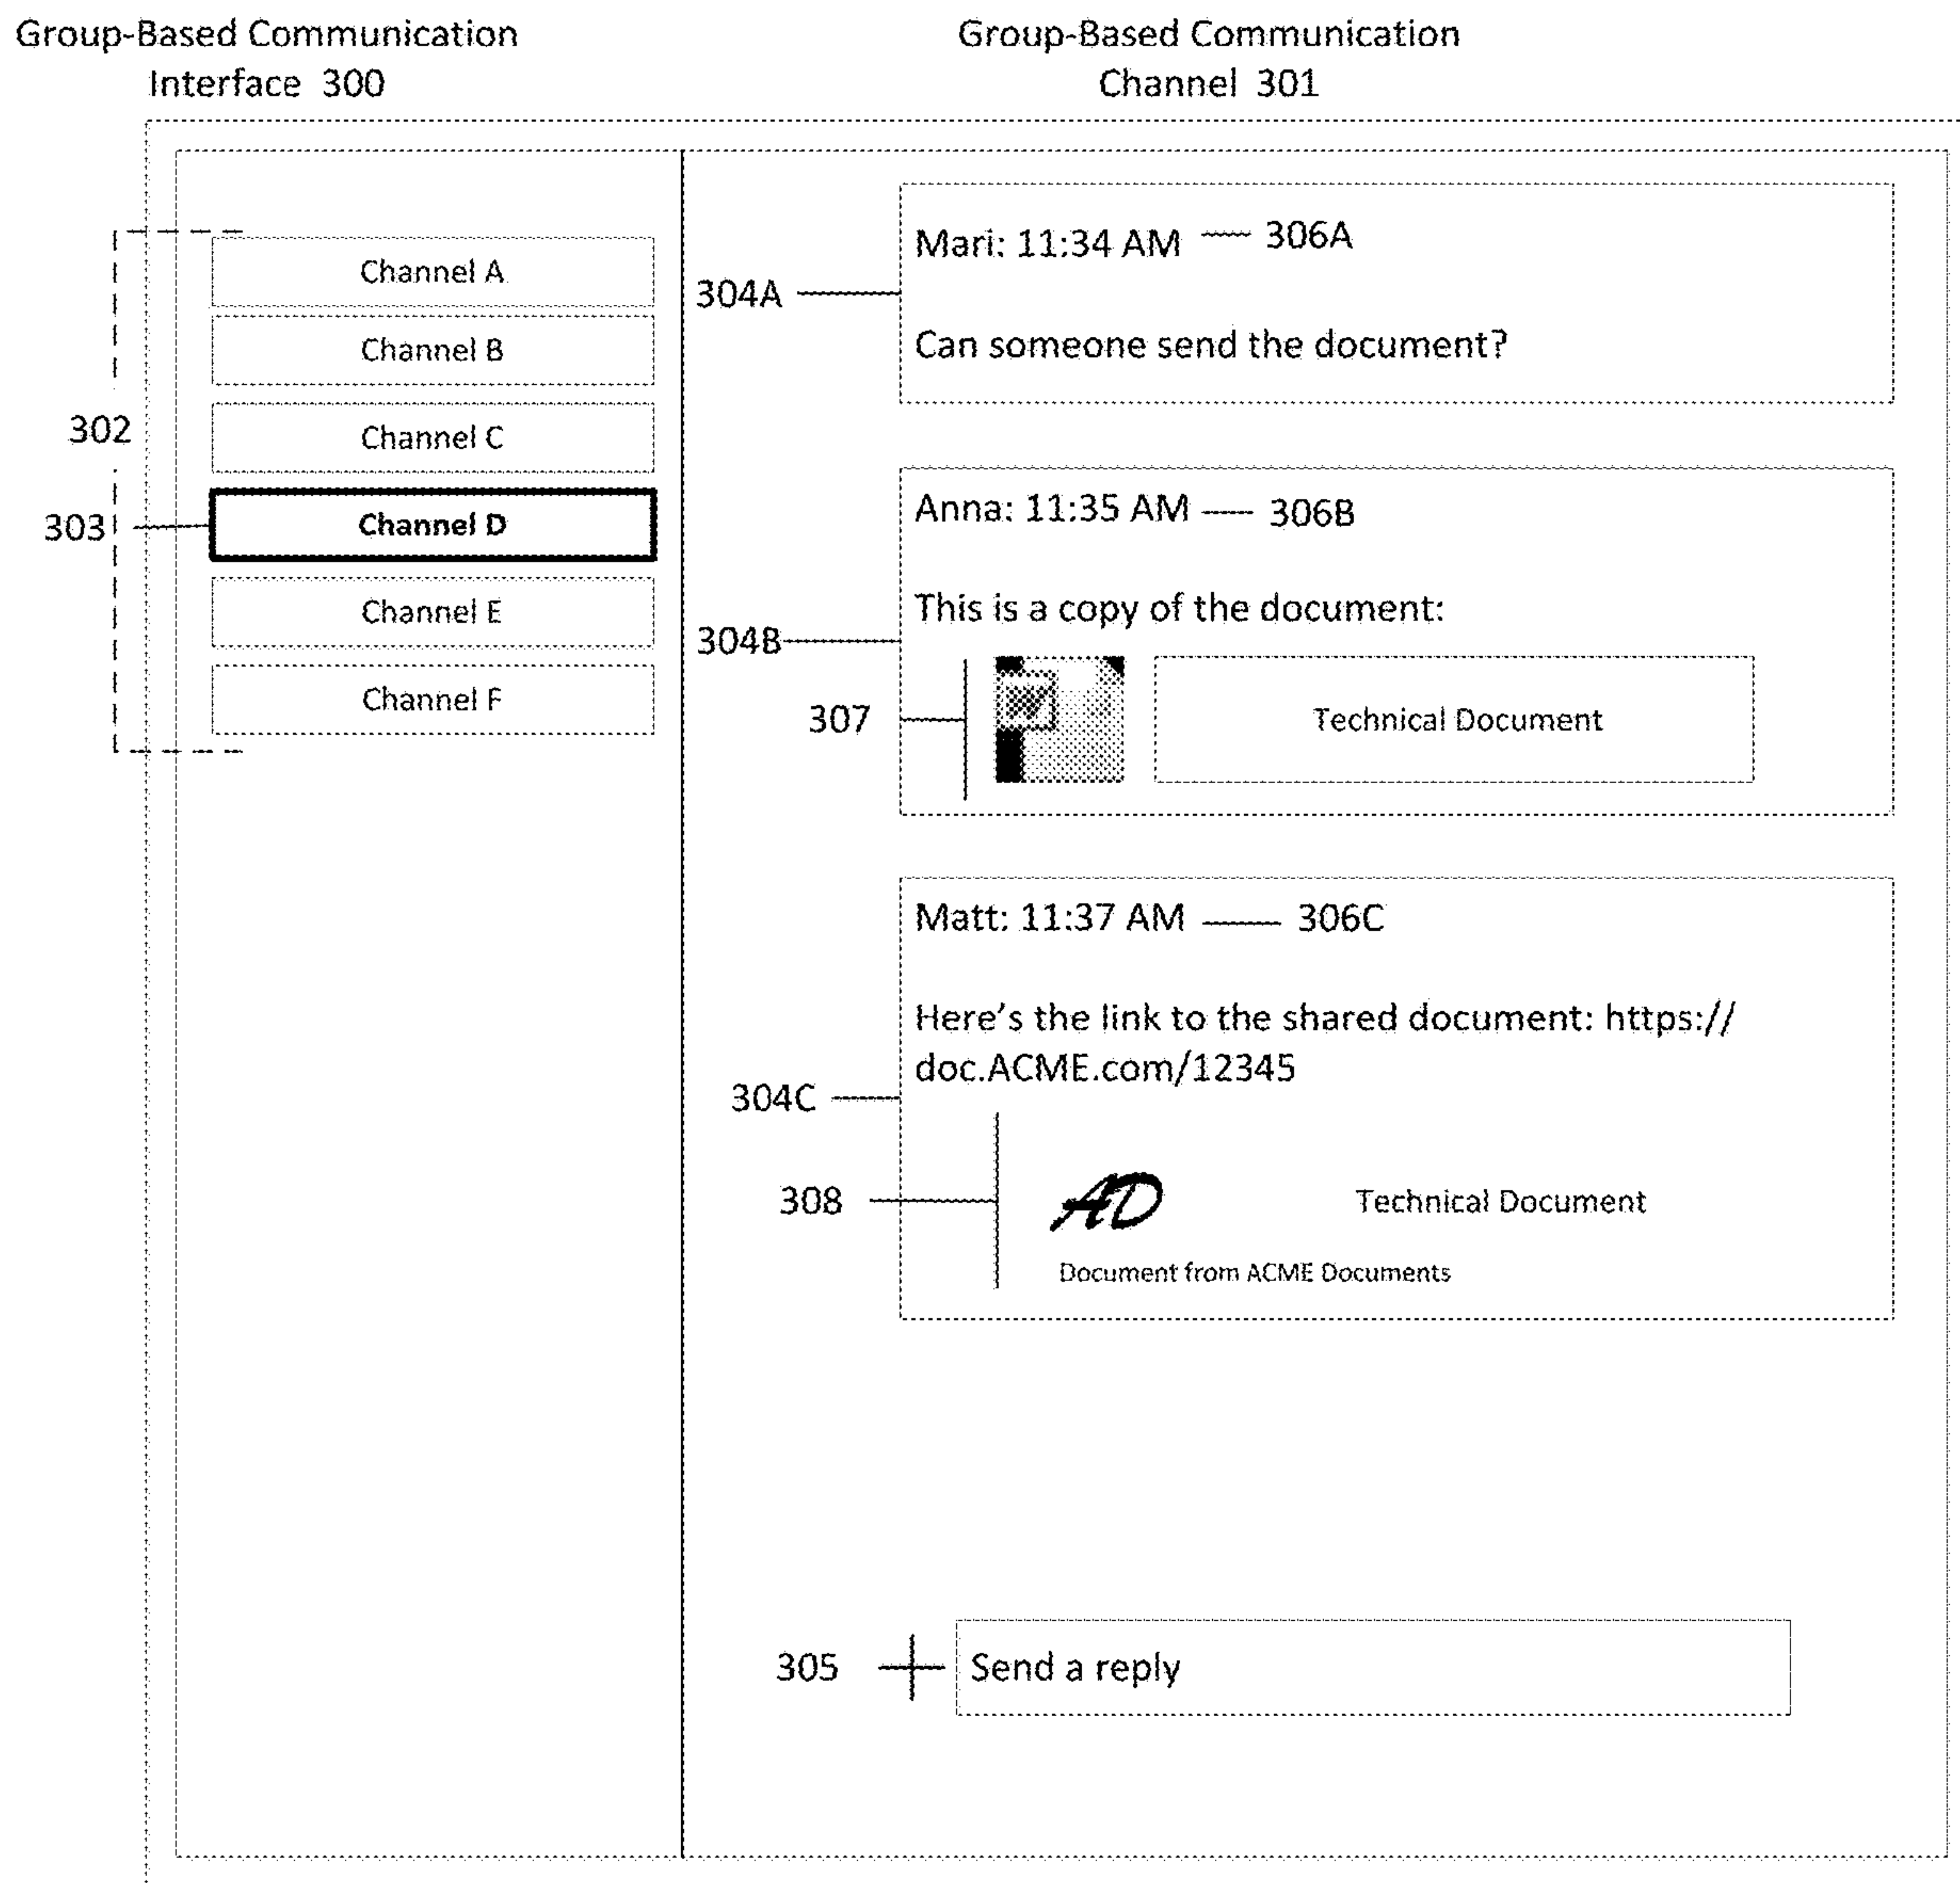 Group-Based Communication
Interface 300
Group-Based Communication
Channel 301
302
303
Channel A
Channel B
Channel C
Channel D
Channel E
Channel F
304A
Mari: 11:34 AM 306A
Can someone send the document?
304B
Anna: 11:35 AM 306B
This is a copy of the document:
307
Technical Document
304C
Matt: 11:37 AM 306C
Here's the link to the shared document: https://
doc.ACME.com/12345
308
AD
Technical Document
Document from ACME Documents
305
Send a reply